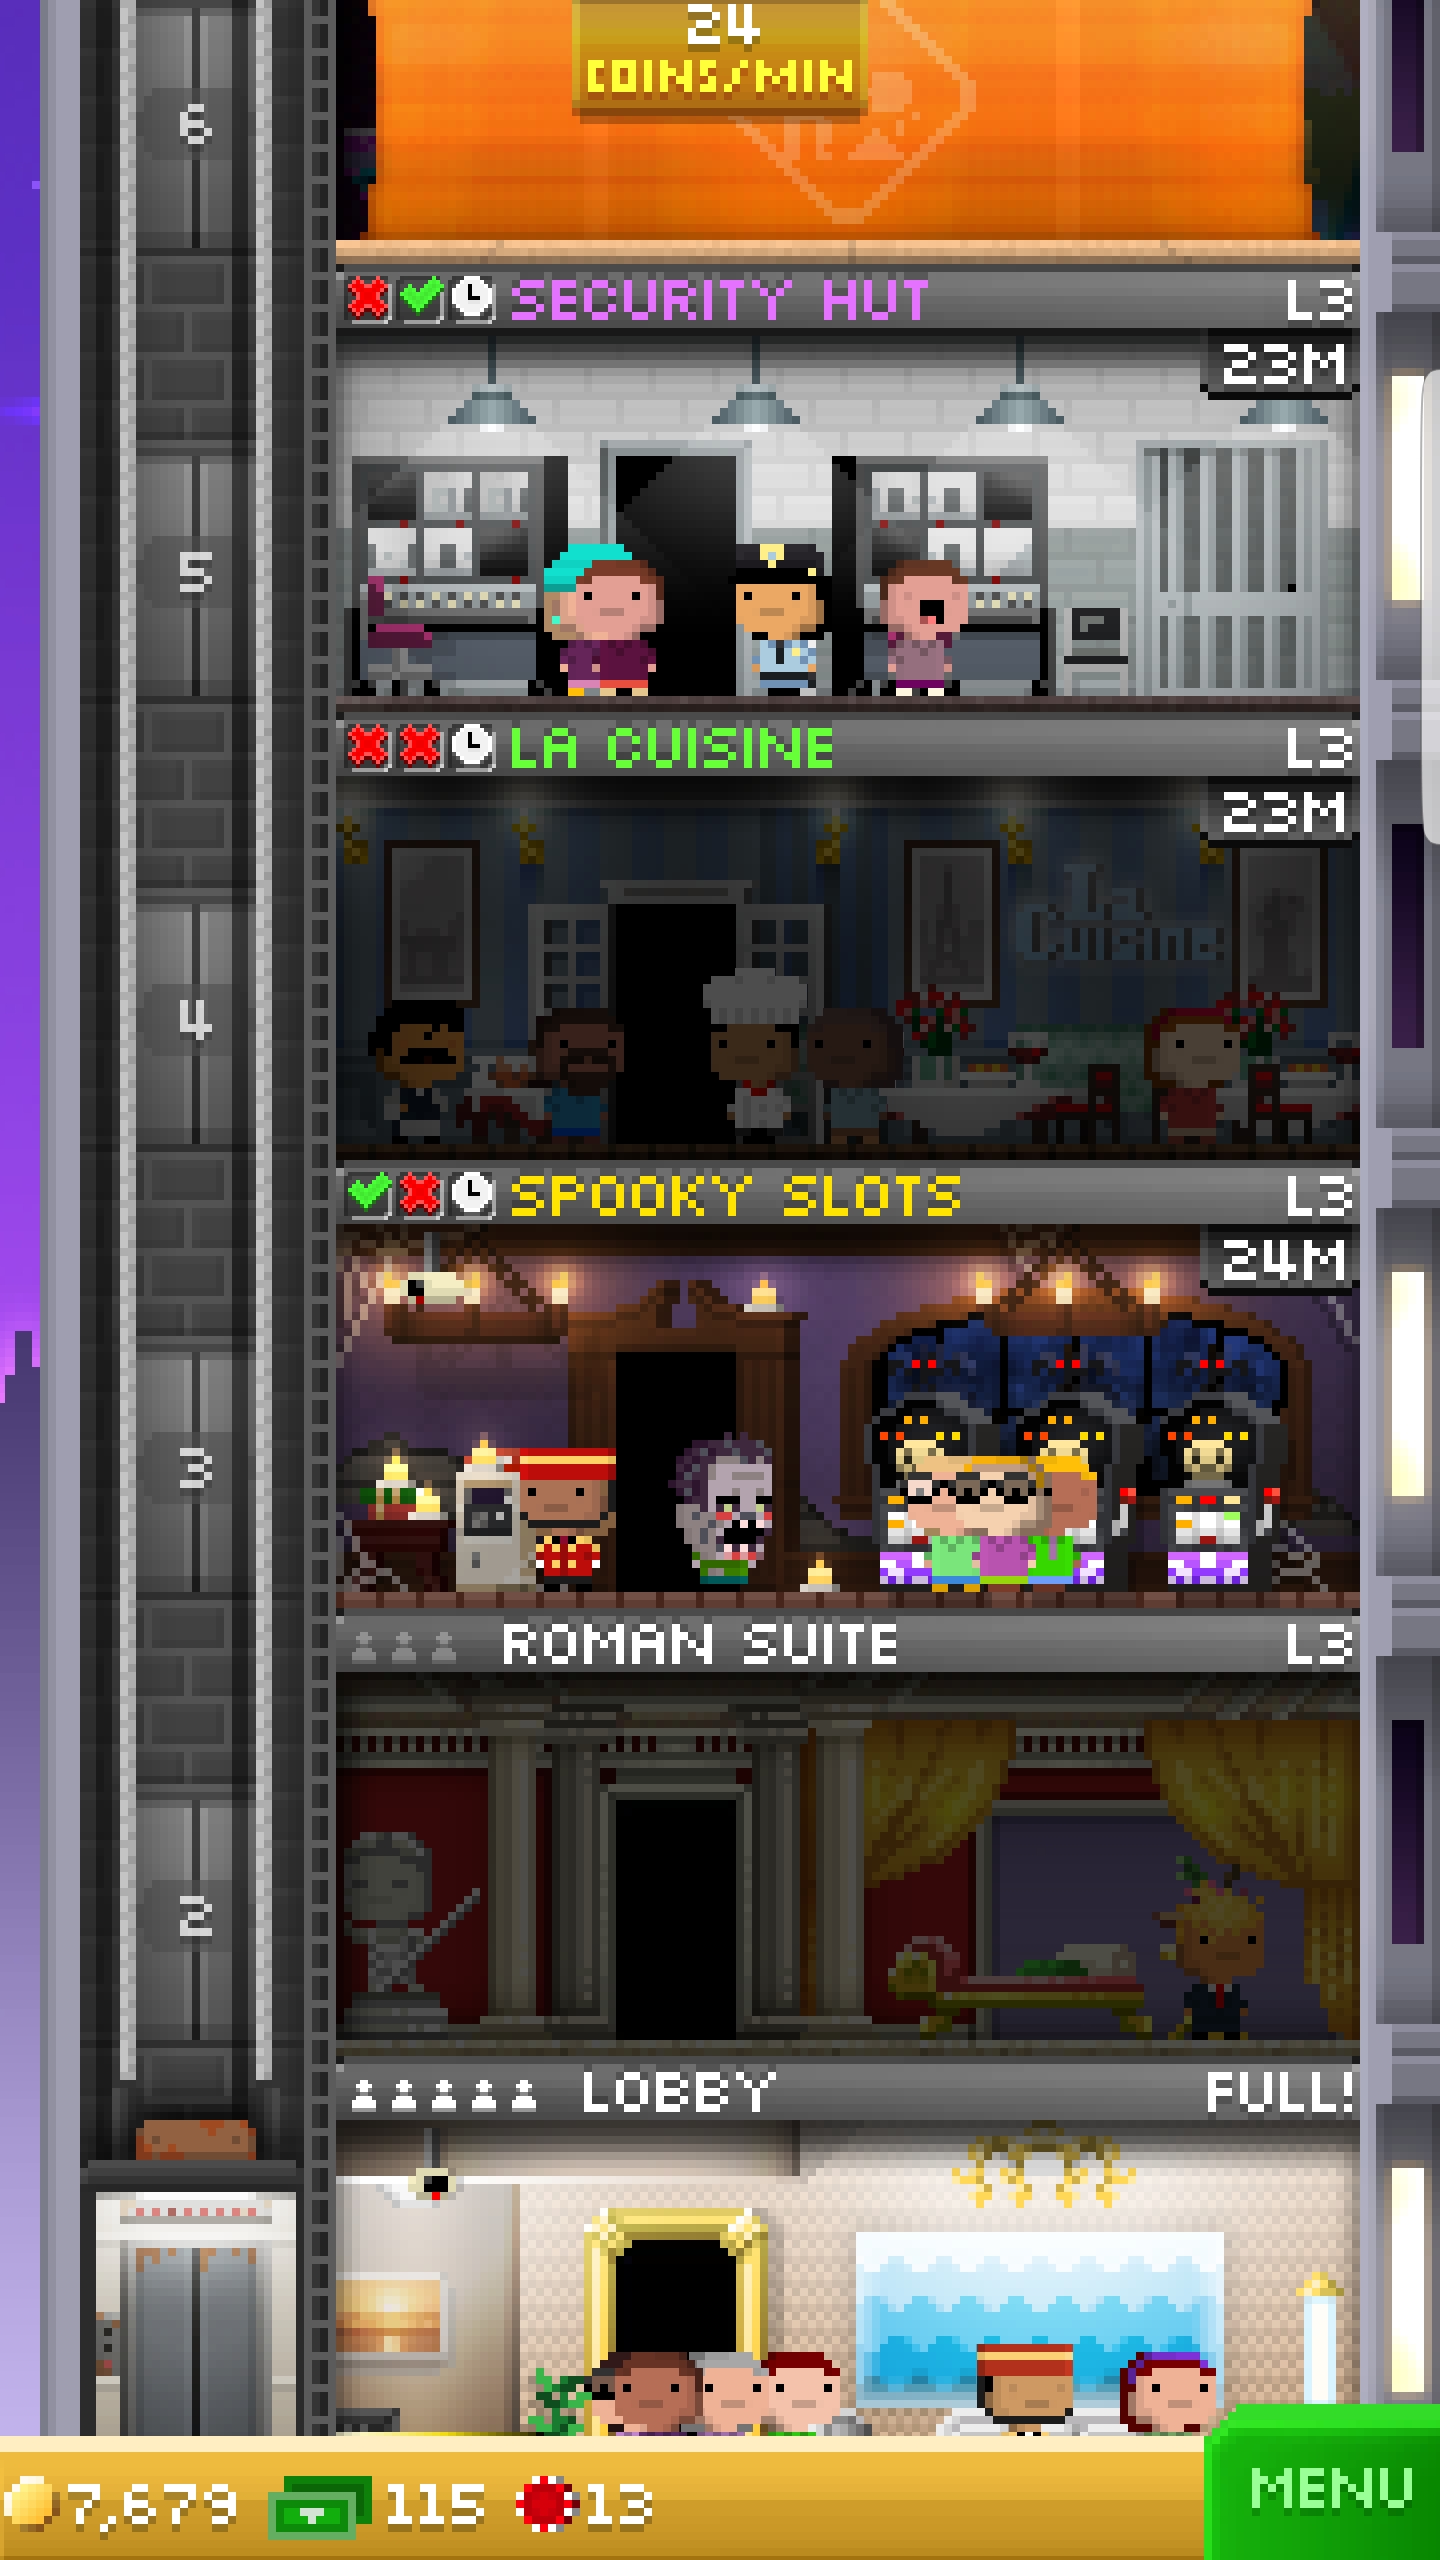 24
COINS/MIN
6
SECURITY HUT L3
23M
5
LA CUISINE L3
23M
La
Cuisine
4
SPOOKY SLOTS L3
24M
3
ROMAN SUITE L3
2
LOBBY FULL!
7,679 115 13
MENU